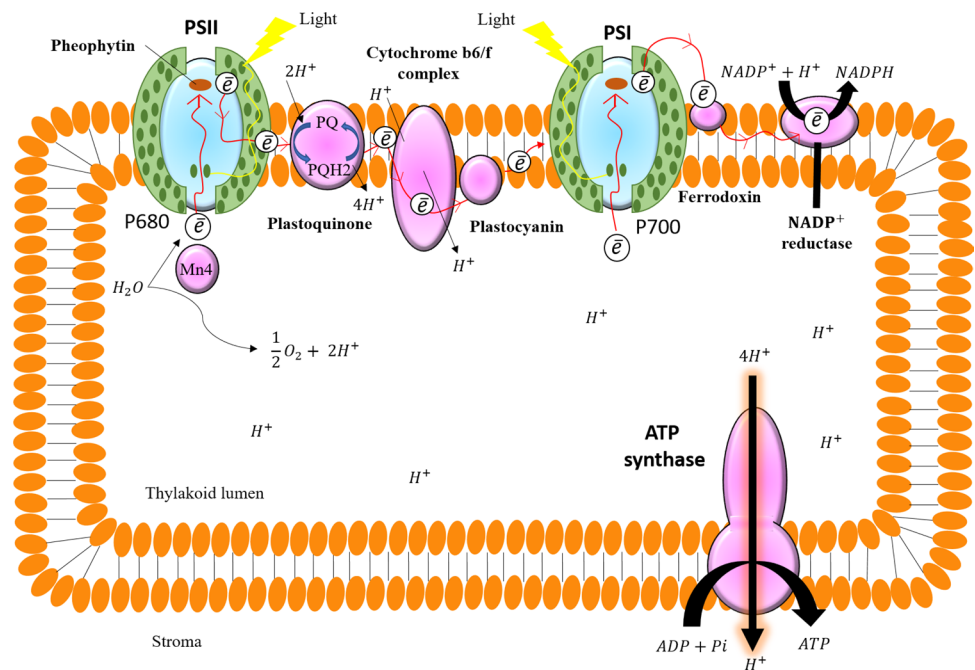 PSII
Light
Pheophytin
2H⁺
Cytochrome b6/f
complex
H⁺
Light
PSI
NADP⁺ + H⁺
NADPH
e̅
e̅
e̅
e̅
PQ
PQH2
e̅
e̅
e̅
e̅
4H⁺
Plastoquinone
e̅
Plastocyanin
Ferrodoxin
P680
P700
e̅
e̅
NADP⁺
reductase
Mn4
H₂O
H⁺
1/2 O₂ + 2H⁺
H⁺
H⁺
4H⁺
H⁺
H⁺
H⁺
ATP
synthase
Thylakoid lumen
Stroma
ADP + Pi
ATP
H⁺